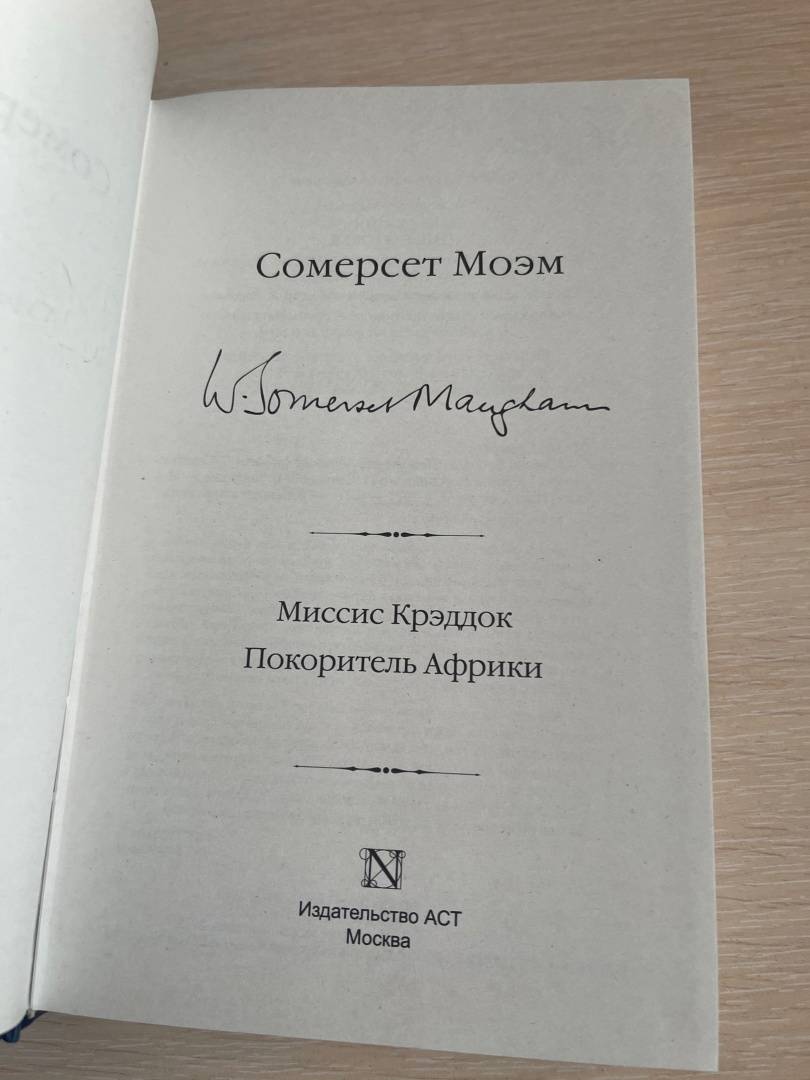 Сомерсет Моэм
W. Somerset Maugham
Миссис Крэддок
Покоритель Африки
N
Издательство АСТ
Москва